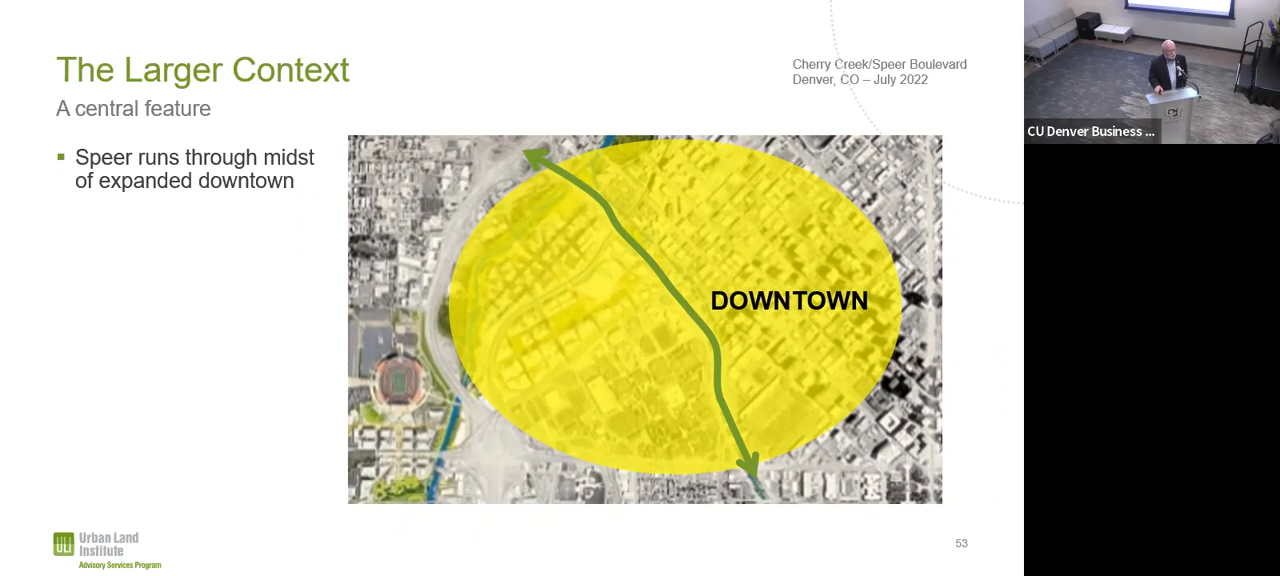 The Larger Context
A central feature
Cherry Creek/Speer Boulevard
Denver, CO – July 2022
▪ Speer runs through midst
of expanded downtown
DOWNTOWN
CU Denver Business ...
ULI
Urban Land
Institute
Advisory Services Program
53